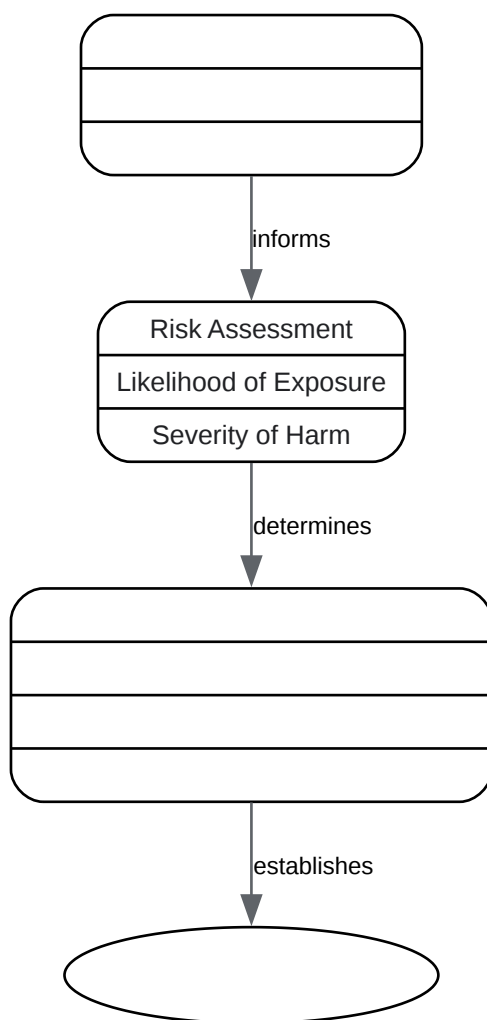 informs
Risk Assessment
Likelihood of Exposure
Severity of Harm
determines
establishes